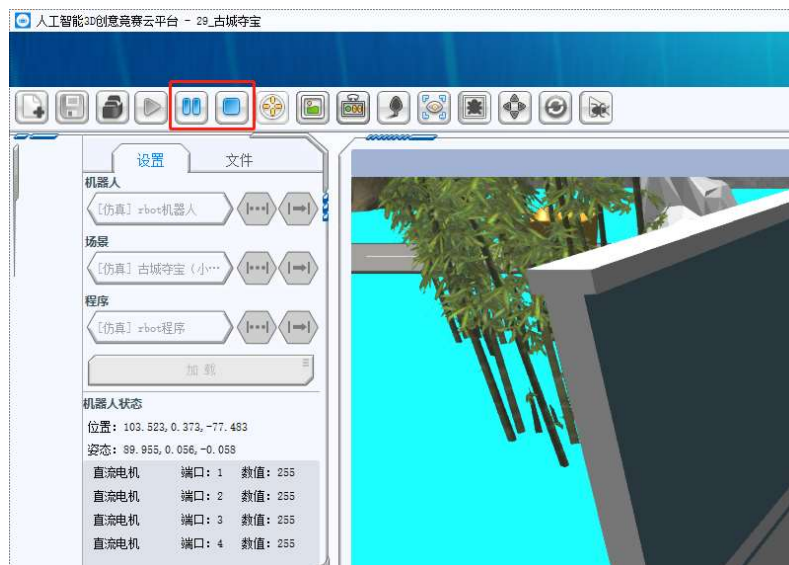 人工智能3D创意竞赛云平台 - 29_古城夺宝
设置 文件
机器人
[仿真] rbot机器人
场景
[仿真] 古城夺宝 (小…
程序
[仿真] rbot程序
加 载
机器人状态
位置: 103.523, 0.373, -77.483
姿态: 89.955, 0.056, -0.058
直流电机 端口: 1 数值: 255
直流电机 端口: 2 数值: 255
直流电机 端口: 3 数值: 255
直流电机 端口: 4 数值: 255